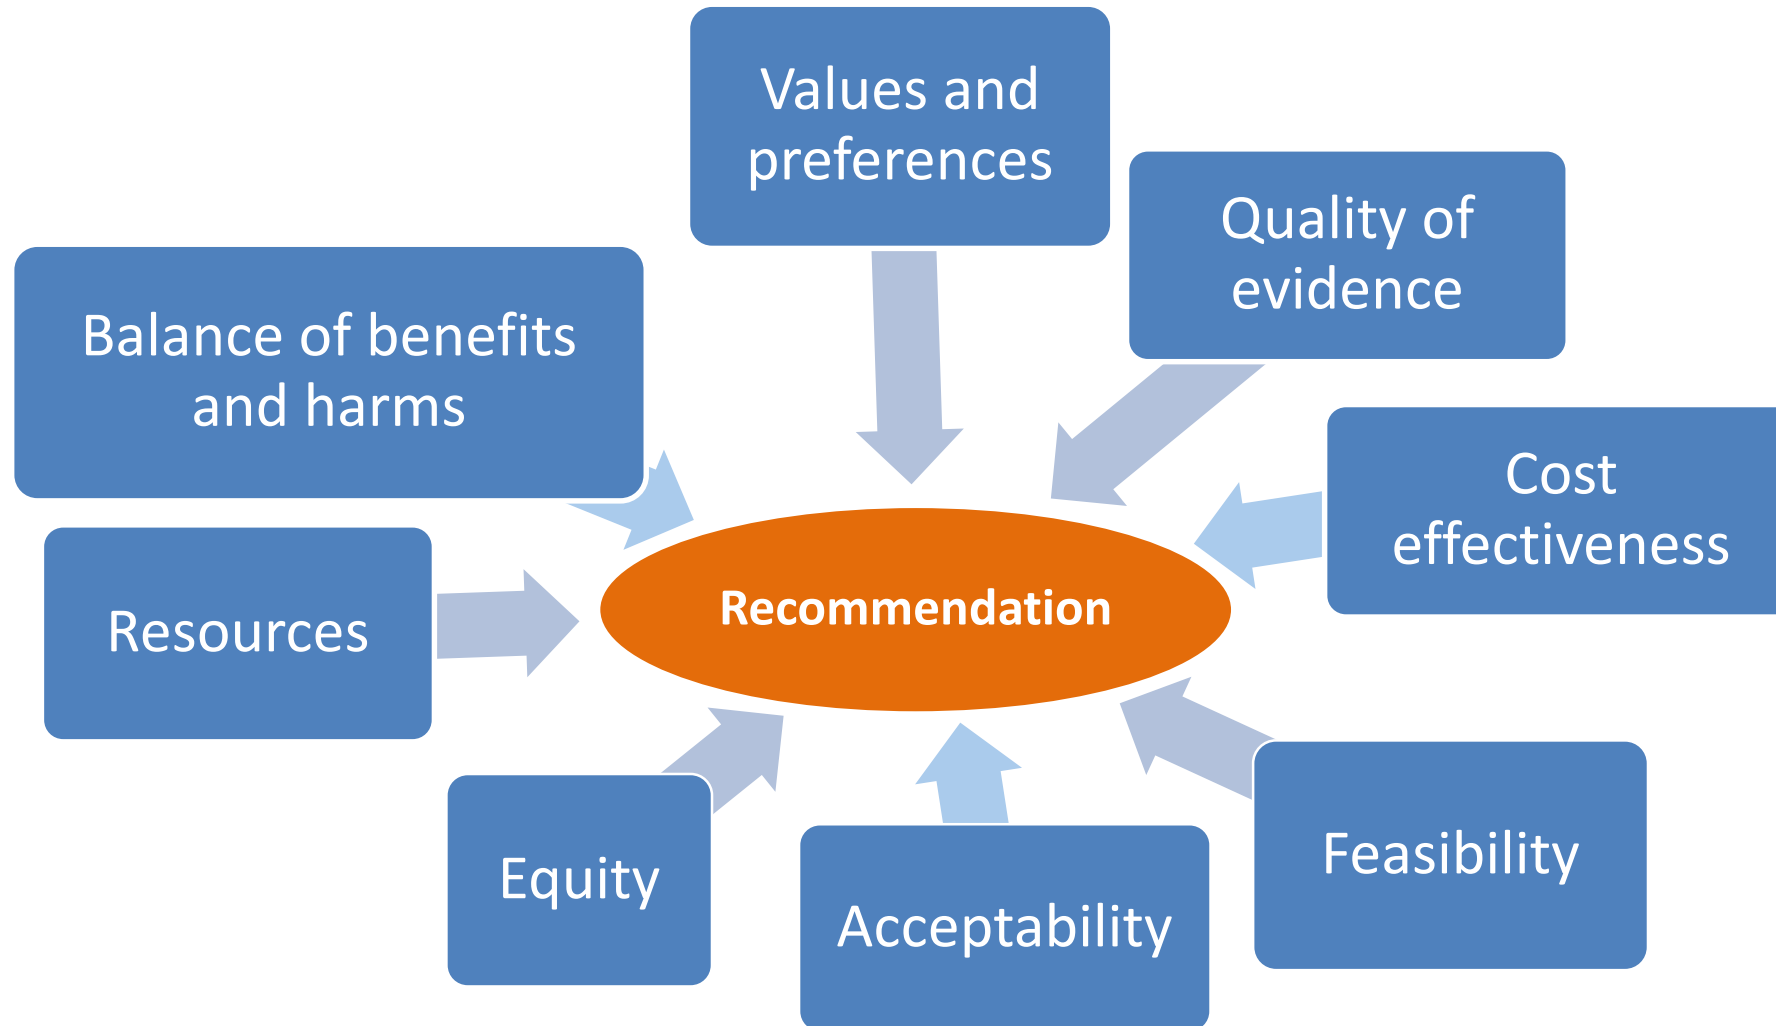 Values and
preferences
Quality of
evidence
Balance of benefits
and harms
Cost
effectiveness
Recommendation
Resources
Feasibility
Equity
Acceptability